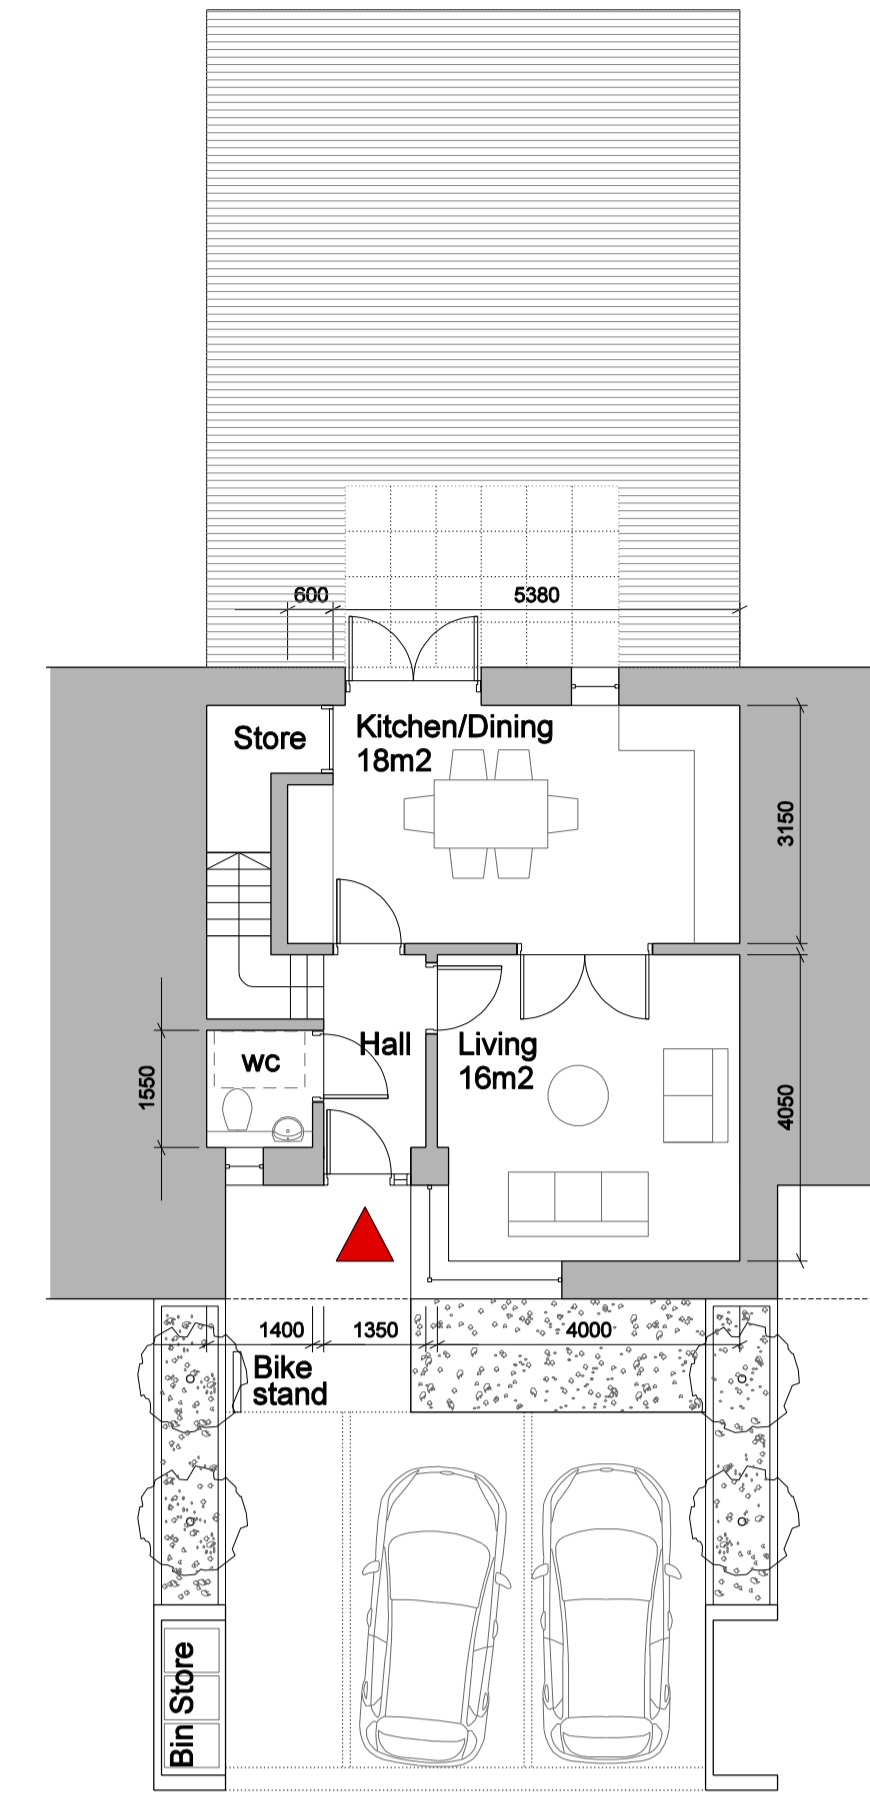 600
5380
Store
Kitchen/Dining
18m2
3150
Hall
Living
16m2
wc
1550
4050
1400
1350
4000
Bike
stand
Bin Store